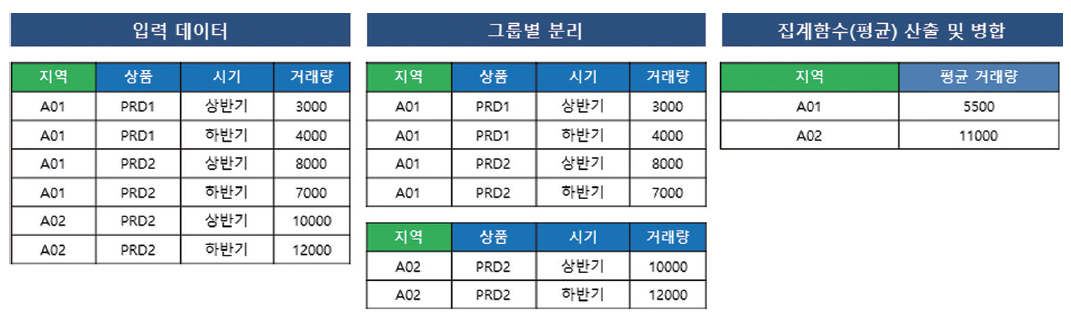 입력 데이터
지역 상품 시기 거래량
A01 PRD1 상반기 3000
A01 PRD1 하반기 4000
A01 PRD2 상반기 8000
A01 PRD2 하반기 7000
A02 PRD2 상반기 10000
A02 PRD2 하반기 12000
그룹별 분리
지역 상품 시기 거래량
A01 PRD1 상반기 3000
A01 PRD1 하반기 4000
A01 PRD2 상반기 8000
A01 PRD2 하반기 7000
지역 상품 시기 거래량
A02 PRD2 상반기 10000
A02 PRD2 하반기 12000
집계함수(평균) 산출 및 병합
지역 평균 거래량
A01 5500
A02 11000